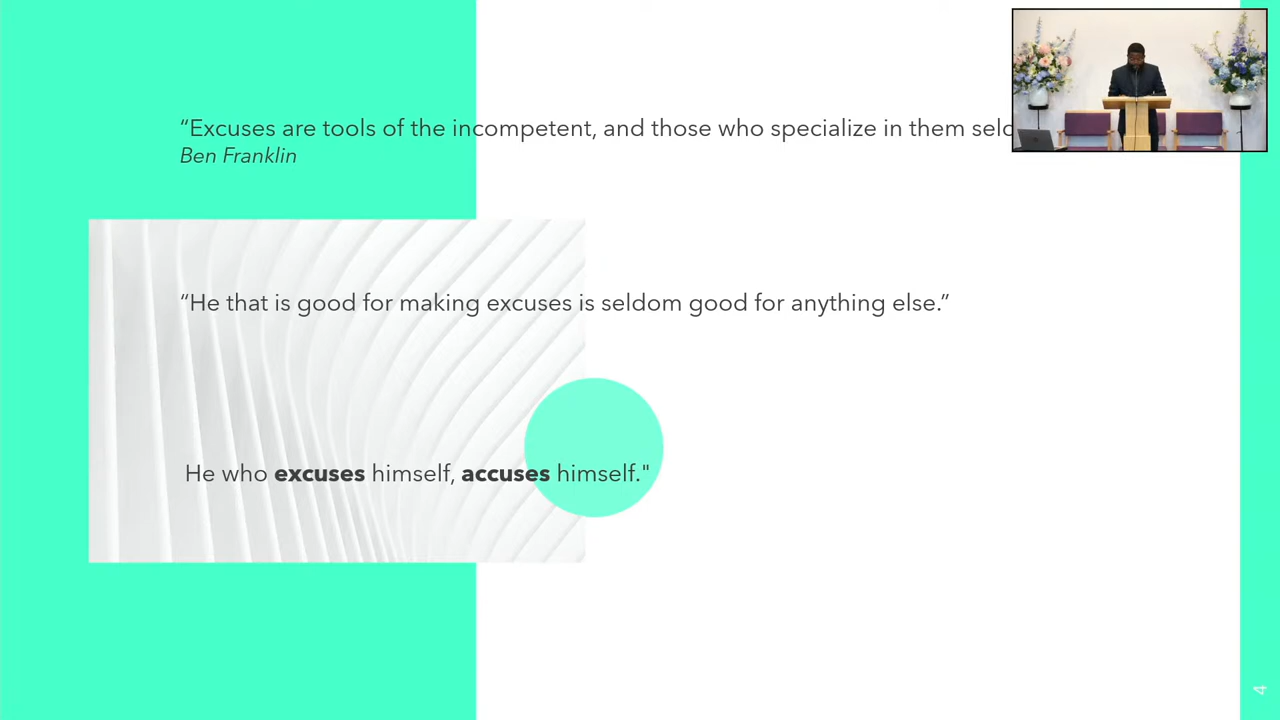 “Excuses are tools of the incompetent, and those who specialize in them
Ben Franklin
“He that is good for making excuses is seldom good for anything else.”
He who excuses himself, accuses himself."
4